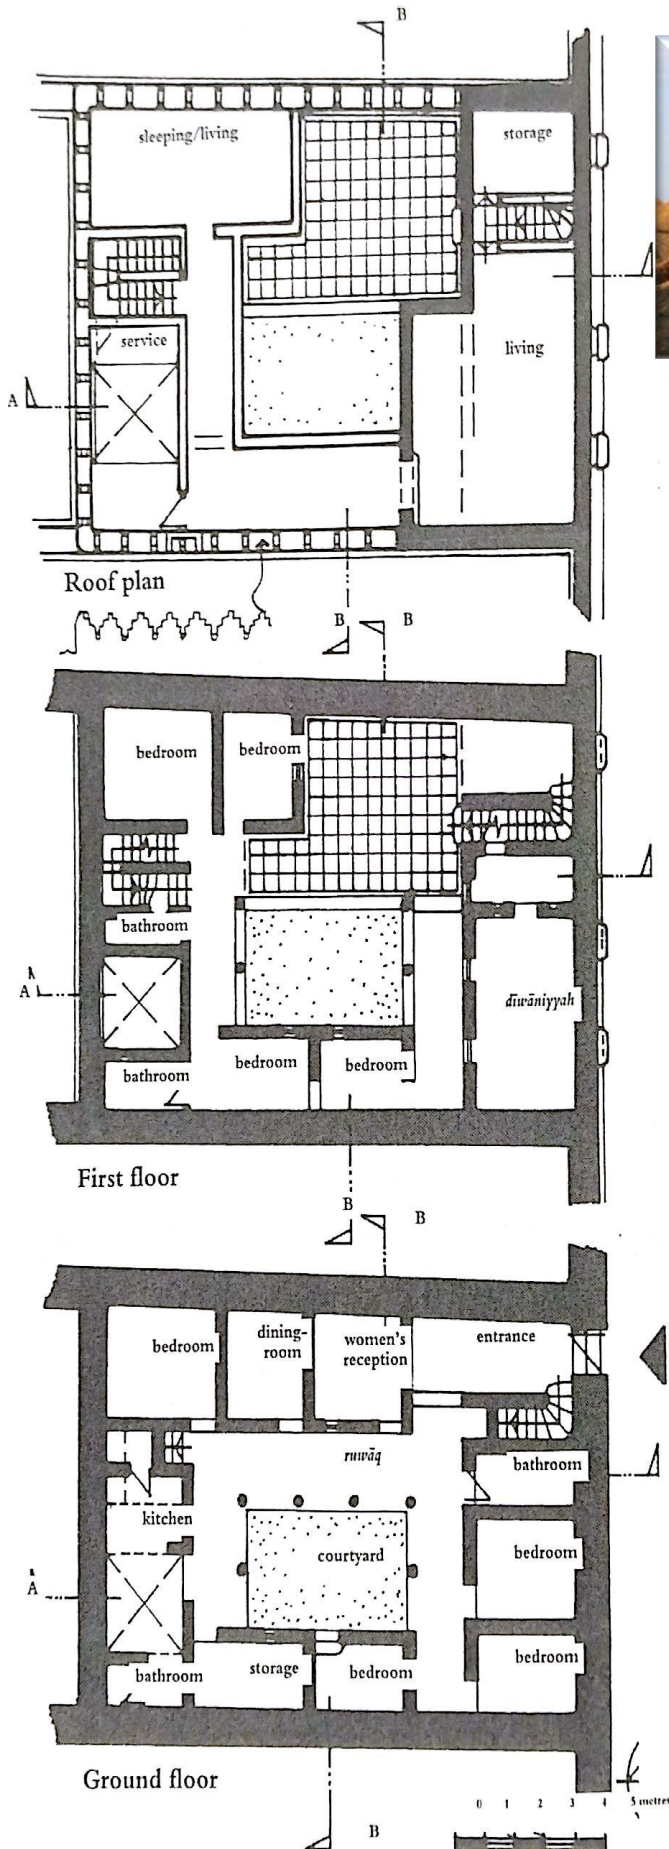 B
sleeping/living
storage
service
living
A
Roof plan
B
B
bedroom
bedroom
bathroom
A
dīwāniyyah
bathroom
bedroom
bedroom
First floor
B
B
bedroom
dining-
room
women's
reception
entrance
ruwāq
bathroom
kitchen
courtyard
bedroom
A
bathroom
storage
bedroom
bedroom
Ground floor
0 1 2 3 4 5 metres
B